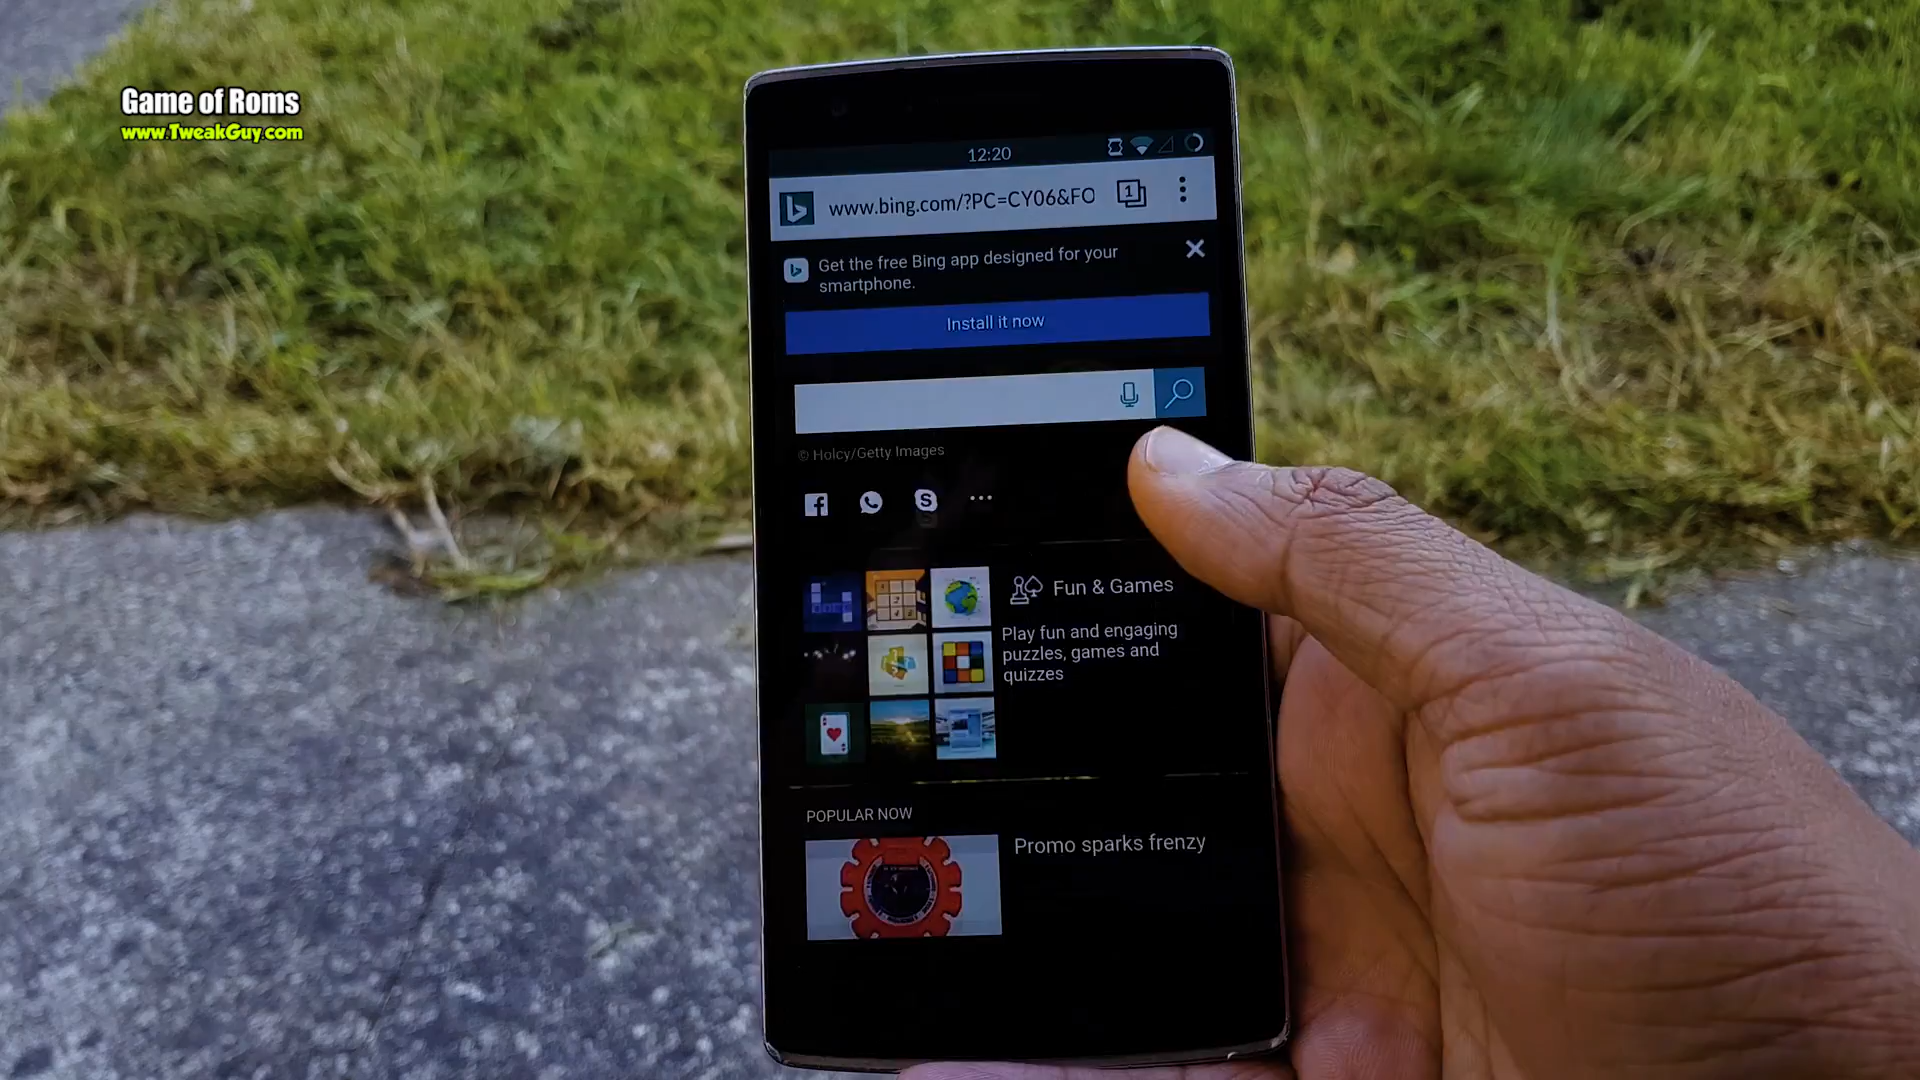 Game of Roms
www.TweakGuy.com
12:20
www.bing.com/?PC=CY06&FO
1
Get the free Bing app designed for your
smartphone.
Install it now
© Holcy/Getty Images
Fun & Games
Play fun and engaging
puzzles, games and
quizzes
POPULAR NOW
Promo sparks frenzy